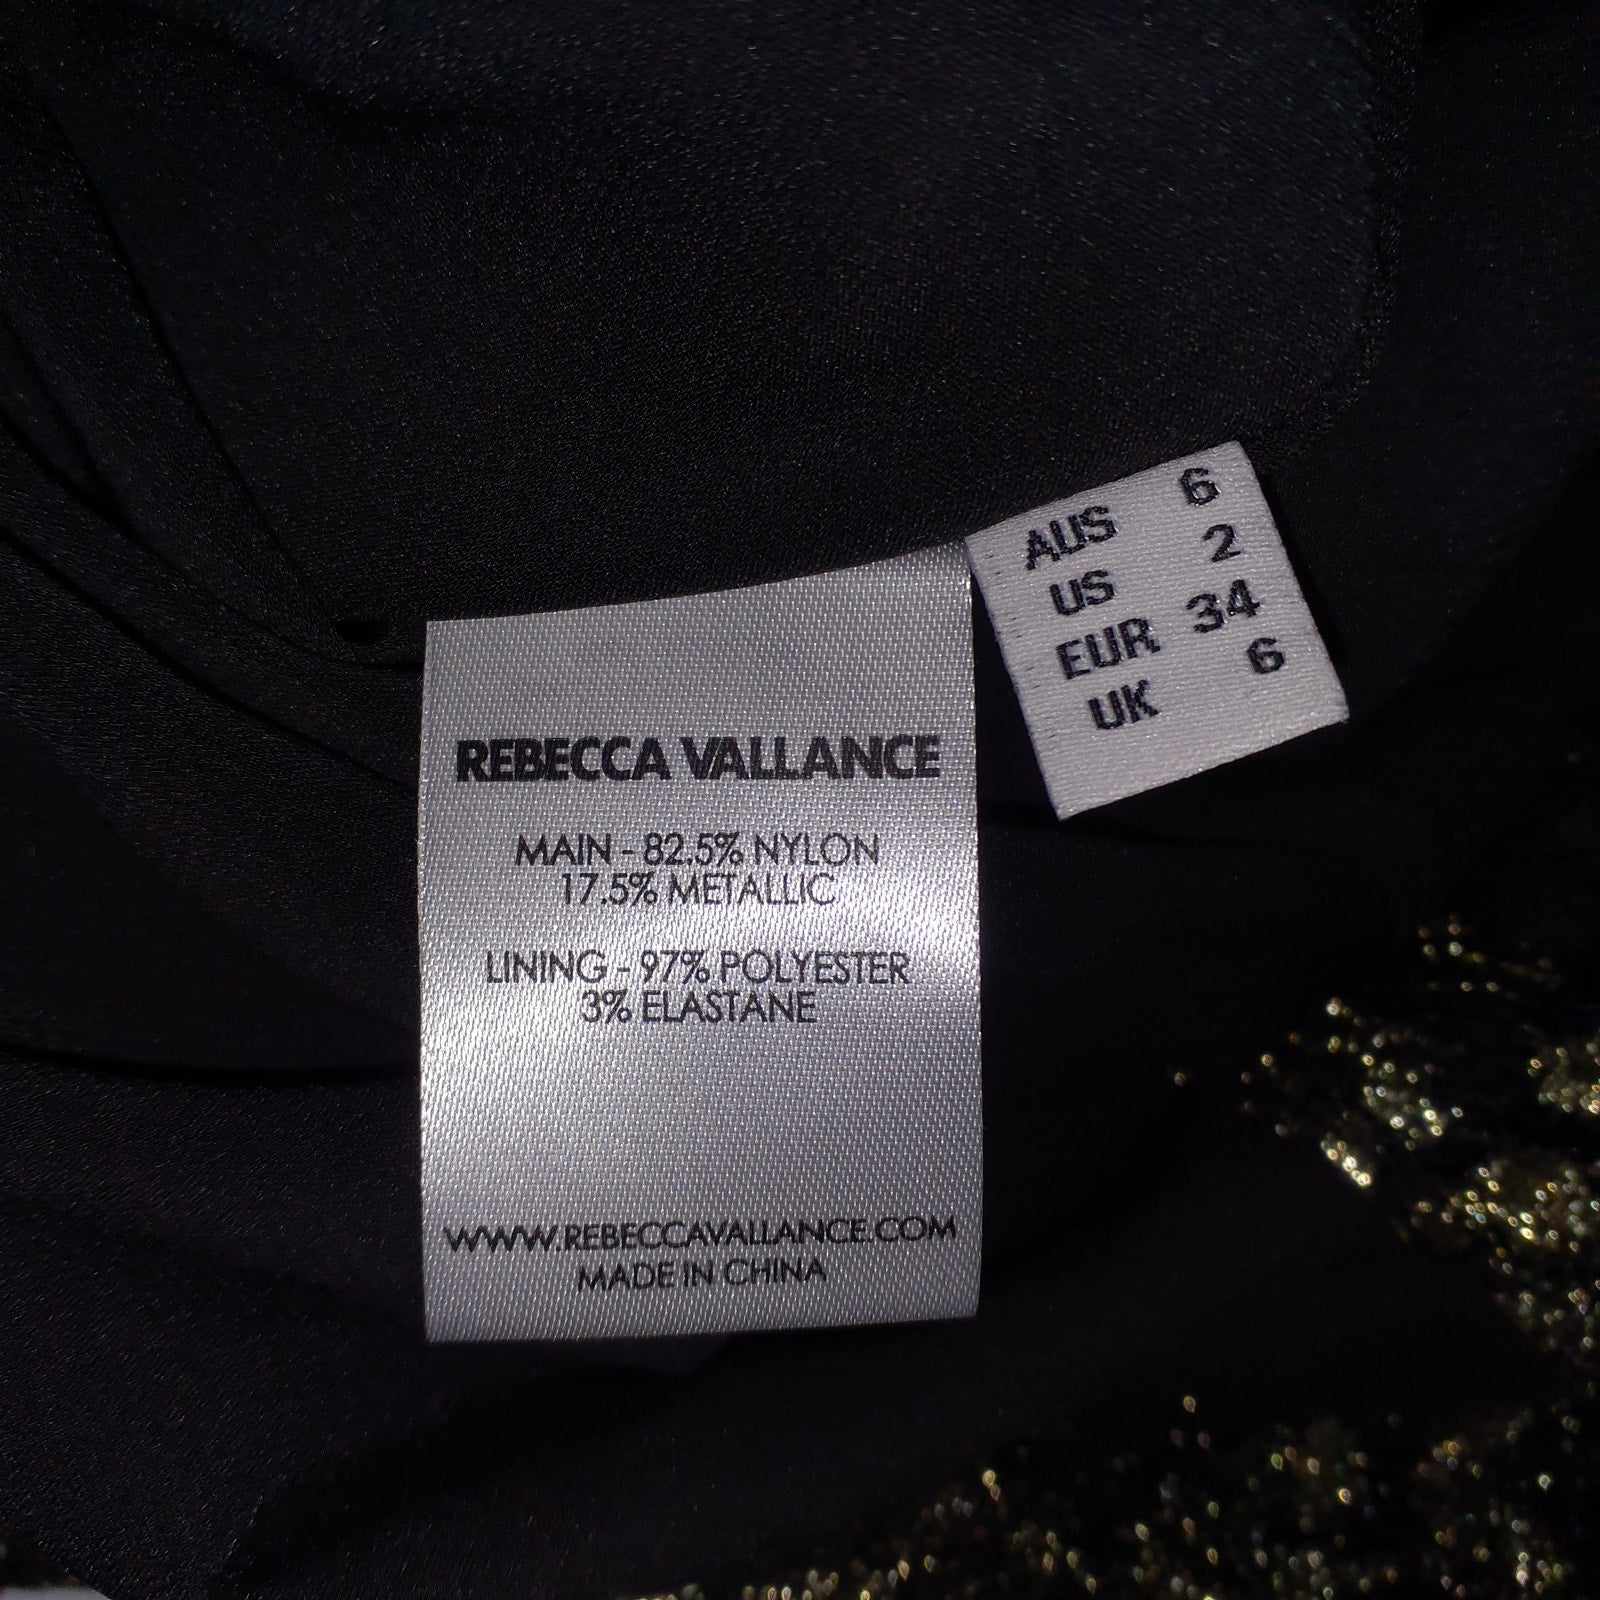 AUS 6
US 2
EUR 34
UK 6
REBECCA VALLANCE
MAIN - 82.5% NYLON
17.5% METALLIC
LINING - 97% POLYESTER
3% ELASTANE
WWW.REBECCAVALLANCE.COM
MADE IN CHINA